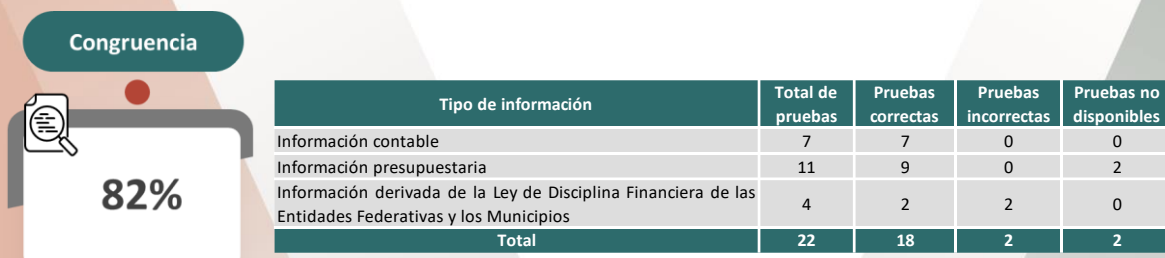 Congruencia
82%
Tipo de información Total de pruebas Pruebas correctas Pruebas incorrectas Pruebas no disponibles
Información contable 7 7 0 0
Información presupuestaria 11 9 0 2
Información derivada de la Ley de Disciplina Financiera de las
Entidades Federativas y los Municipios 4 2 2 0
Total 22 18 2 2